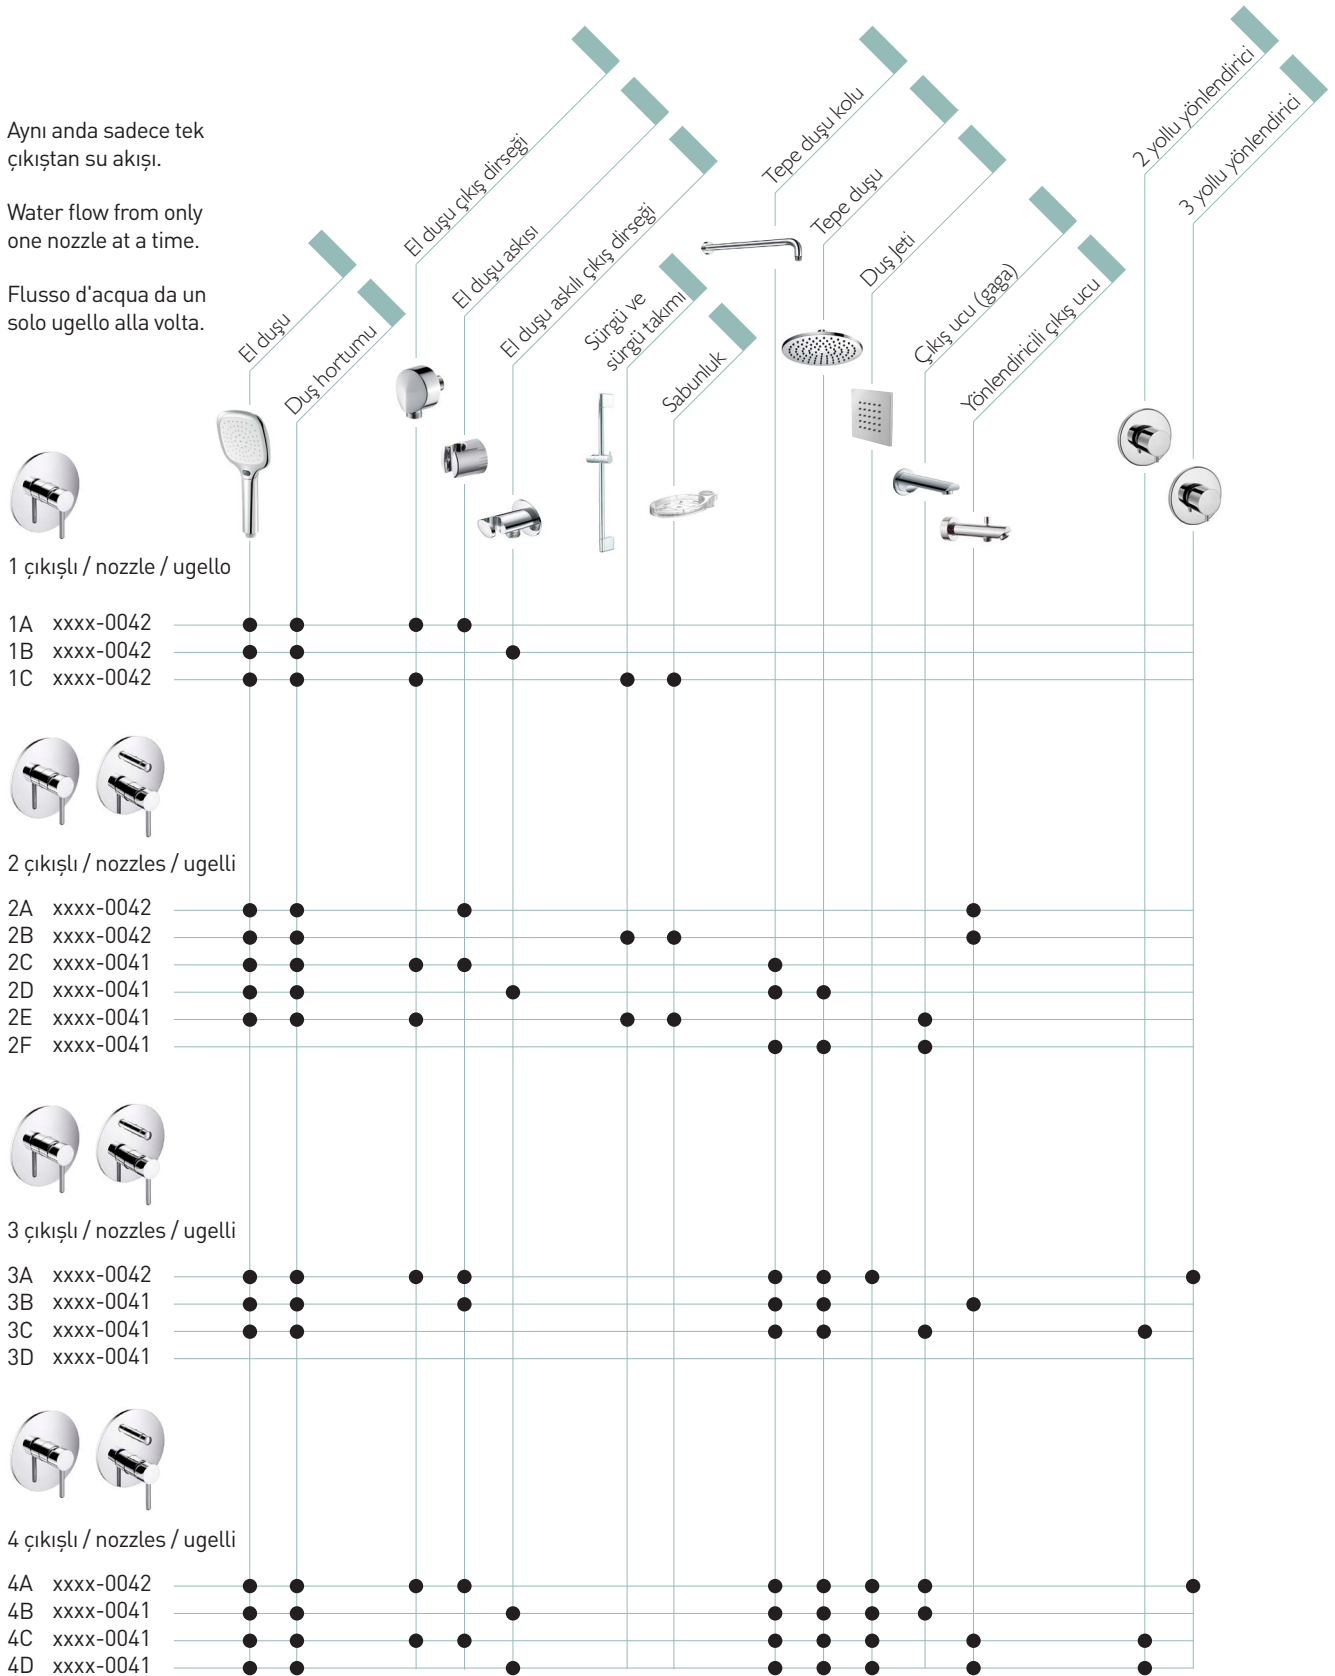 Aynı anda sadece tek
çıkıştan su akışı.
Water flow from only
one nozzle at a time.
Flusso d'acqua da un
solo ugello alla volta.
El duşu
Duş hortumu
El duşu çıkış dirseği
El duşu askısı
El duşu askılı çıkış dirseği
Sürgü ve
sürgü takımı
Sabunluk
Tepe duşu kolu
Tepe duşu
Duş Jeti
Çıkış ucu (gaga)
Yönlendiricili çıkış ucu
2 yollu yönlendirici
3 yollu yönlendirici
1 çıkışlı / nozzle / ugello
1A xxxx-0042
1B xxxx-0042
1C xxxx-0042
2 çıkışlı / nozzles / ugelli
2A xxxx-0042
2B xxxx-0042
2C xxxx-0041
2D xxxx-0041
2E xxxx-0041
2F xxxx-0041
3 çıkışlı / nozzles / ugelli
3A xxxx-0042
3B xxxx-0041
3C xxxx-0041
3D xxxx-0041
4 çıkışlı / nozzles / ugelli
4A xxxx-0042
4B xxxx-0041
4C xxxx-0041
4D xxxx-0041